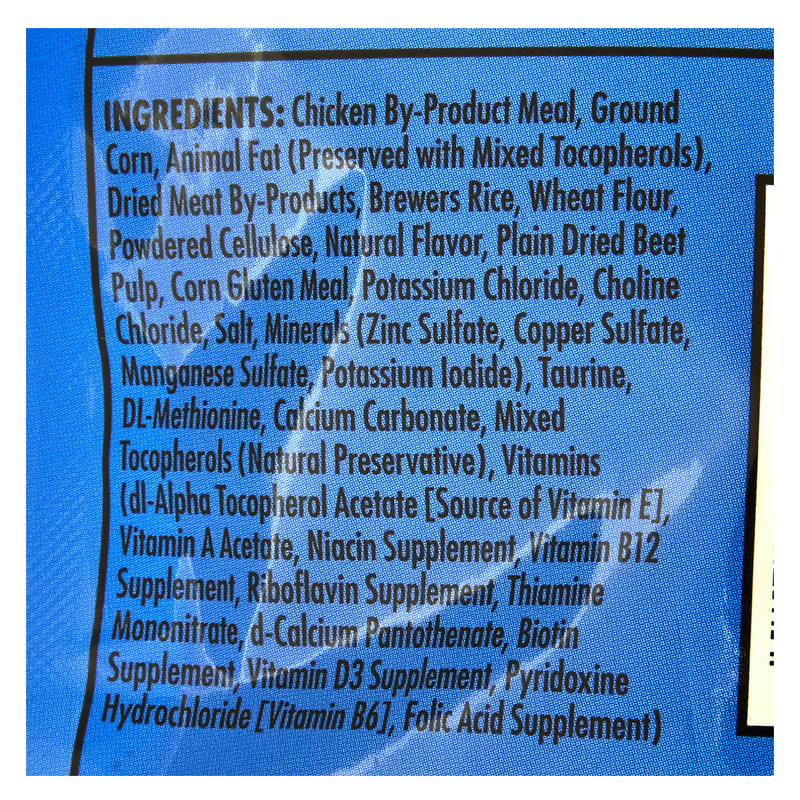 INGREDIENTS: Chicken By-Product Meal, Ground
Corn, Animal Fat (Preserved with Mixed Tocopherols),
Dried Meat By-Products, Brewers Rice, Wheat Flour,
Powdered Cellulose, Natural Flavor, Plain Dried Beet
Pulp, Corn Gluten Meal, Potassium Chloride, Choline
Chloride, Salt, Minerals (Zinc Sulfate, Copper Sulfate,
Manganese Sulfate, Potassium Iodide), Taurine,
DL-Methionine, Calcium Carbonate, Mixed
Tocopherols (Natural Preservative), Vitamins
(dl-Alpha Tocopherol Acetate [Source of Vitamin E],
Vitamin A Acetate, Niacin Supplement, Vitamin B12
Supplement, Riboflavin Supplement, Thiamine
Mononitrate, d-Calcium Pantothenate, Biotin
Supplement, Vitamin D3 Supplement, Pyridoxine
Hydrochloride [Vitamin B6], Folic Acid Supplement)